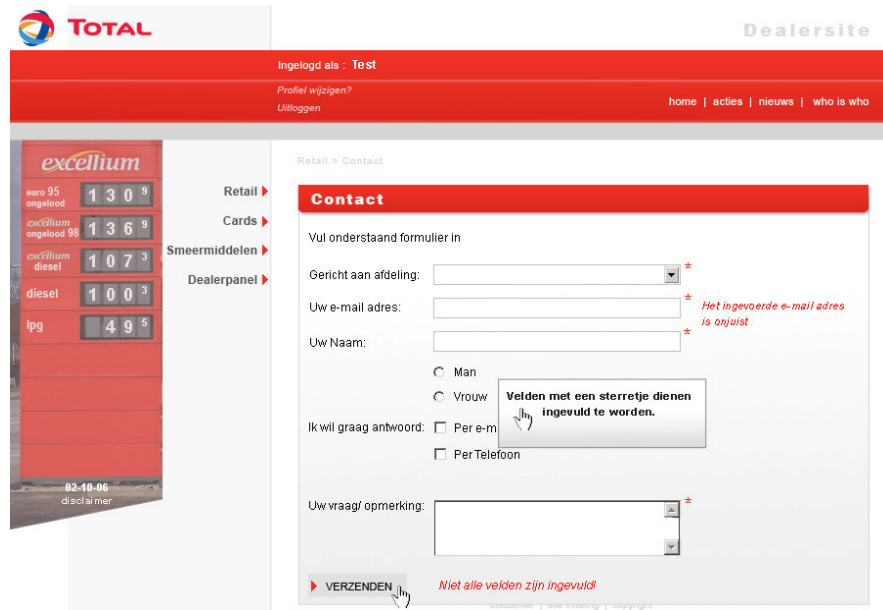 TOTAL
Dealersite
Ingelogd als : Test
Profiel wijzigen?
Uitloggen
home | acties | nieuws | who is who
excellium
euro 95 ongelood 1 3 0 9
excellium ongelood 98 1 3 6 9
excellium diesel 1 0 7 3
diesel 1 0 0 3
lpg 4 9 5
02-10-06
disclaimer
Retail
Cards
Smeermiddelen
Dealerpanel
Retail > Contact
Contact
Vul onderstaand formulier in
Gericht aan afdeling: *
Uw e-mail adres: *
Het ingevoerde e-mail adres
is onjuist
Uw Naam: *
Man
Vrouw
Velden met een sterretje dienen
ingevuld te worden.
Ik wil graag antwoord: Per e-m
Per Telefoon
Uw vraag/ opmerking: *
VERZENDEN
Niet alle velden zijn ingevuld!
disclaimer | site indeling | copyright